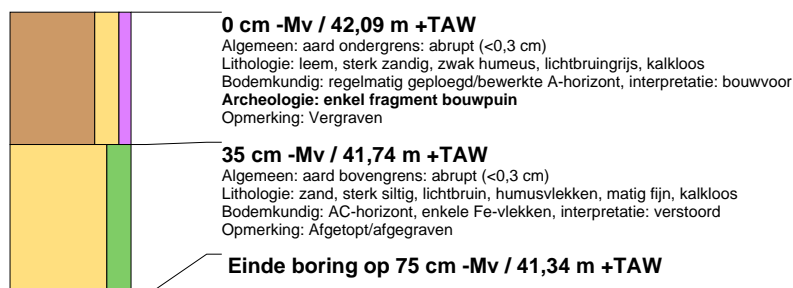 0 cm -Mv / 42,09 m +TAW
Algemeen: aard ondergrens: abrupt (<0,3 cm)
Lithologie: leem, sterk zandig, zwak humeus, lichtbruingrijs, kalkloos
Bodemkundig: regelmatig geploegd/bewerkte A-horizont, interpretatie: bouwvoor
Archeologie: enkel fragment bouwpuin
Opmerking: Vergraven
35 cm -Mv / 41,74 m +TAW
Algemeen: aard bovengrens: abrupt (<0,3 cm)
Lithologie: zand, sterk siltig, lichtbruin, humusvlekken, matig fijn, kalkloos
Bodemkundig: AC-horizont, enkele Fe-vlekken, interpretatie: verstoord
Opmerking: Afgetopt/afgegraven
Einde boring op 75 cm -Mv / 41,34 m +TAW